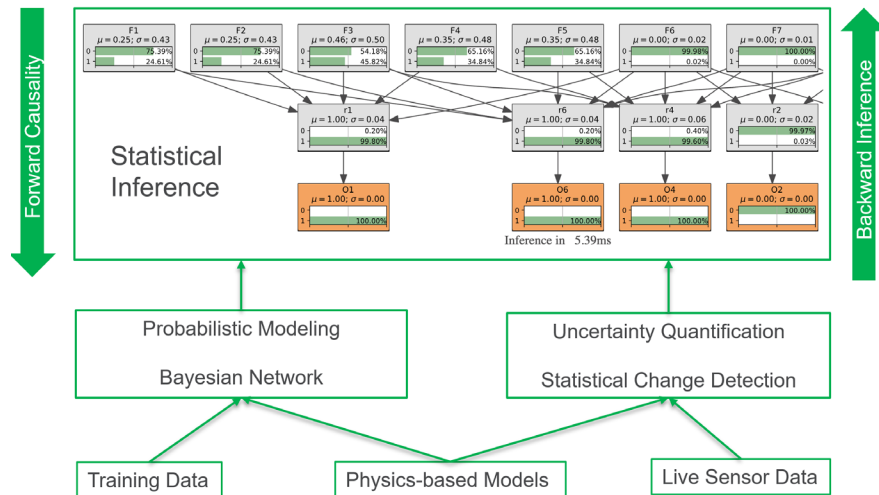 Forward Causality
Backward Inference
F1
μ = 0.25; σ = 0.43
0 75.39%
1 24.61%
F2
μ = 0.25; σ = 0.43
0 75.39%
1 24.61%
F3
μ = 0.46; σ = 0.50
0 54.18%
1 45.82%
F4
μ = 0.35; σ = 0.48
0 65.16%
1 34.84%
F5
μ = 0.35; σ = 0.48
0 65.16%
1 34.84%
F6
μ = 0.00; σ = 0.02
0 99.98%
1 0.02%
F7
μ = 0.00; σ = 0.01
0 100.00%
1 0.00%
r1
μ = 1.00; σ = 0.04
0 0.20%
1 99.80%
r6
μ = 1.00; σ = 0.04
0 0.20%
1 99.80%
r4
μ = 1.00; σ = 0.06
0 0.40%
1 99.60%
r2
μ = 0.00; σ = 0.02
0 99.97%
1 0.03%
Statistical
Inference
O1
μ = 1.00; σ = 0.00
0
1 100.00%
O6
μ = 1.00; σ = 0.00
0
1 100.00%
O4
μ = 1.00; σ = 0.00
0
1 100.00%
O2
μ = 0.00; σ = 0.00
0 100.00%
1
Inference in 5.39ms
Probabilistic Modeling
Bayesian Network
Uncertainty Quantification
Statistical Change Detection
Training Data
Physics-based Models
Live Sensor Data